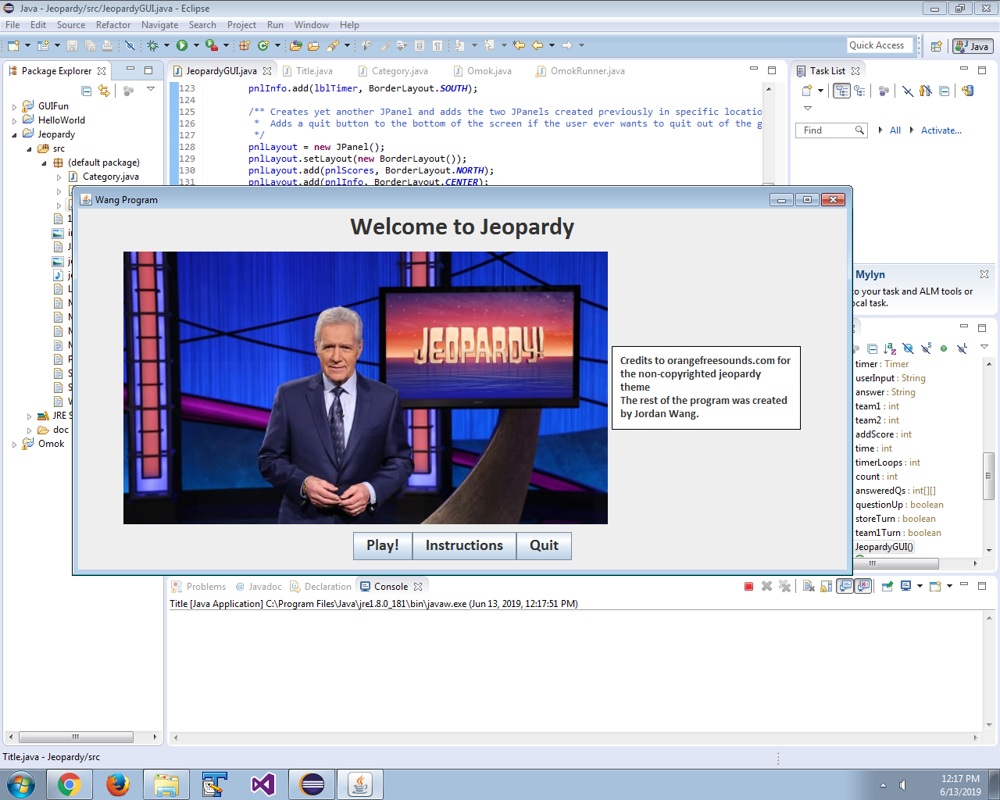 Java - Jeopardy/src/JeopardyGUI.java - Eclipse
File Edit Source Refactor Navigate Search Project Run Window Help
Quick Access
Java
Package Explorer
JeopardyGUI.java Title.java Category.java Omok.java OmokRunner.java
Task List
GUIFun
HelloWorld
Jeopardy
src
(default package)
Category.java
JRE S
doc
Omok
123 pnlInfo.add(lblTimer, BorderLayout.SOUTH);
124
125 /** Creates yet another JPanel and adds the two JPanels created previously in specific locatio
126 * Adds a quit button to the bottom of the screen if the user ever wants to quit out of the g
127 */
128 pnlLayout = new JPanel();
129 pnlLayout.setLayout(new BorderLayout());
130 pnlLayout.add(pnlScores, BorderLayout.NORTH);
131 pnlLayout.add(pnlInfo, BorderLayout.CENTER);
Find All Activate...
Wang Program
Welcome to Jeopardy
JEOPARDY!
Credits to orangefreesounds.com for
the non-copyrighted jeopardy
theme
The rest of the program was created
by Jordan Wang.
Play! Instructions Quit
Mylyn
to your task and ALM tools or
ocal task.
timer : Timer
userInput : String
answer : String
team1 : int
team2 : int
addScore : int
time : int
timerLoops : int
count : int
answeredQs : int[][]
questionUp : boolean
storeTurn : boolean
team1Turn : boolean
JeopardyGUI()
Problems Javadoc Declaration Console
Title [Java Application] C:\Program Files\Java\jre1.8.0_181\bin\javaw.exe (Jun 13, 2019, 12:17:51 PM)
Title.java - Jeopardy/src
12:17 PM
6/13/2019